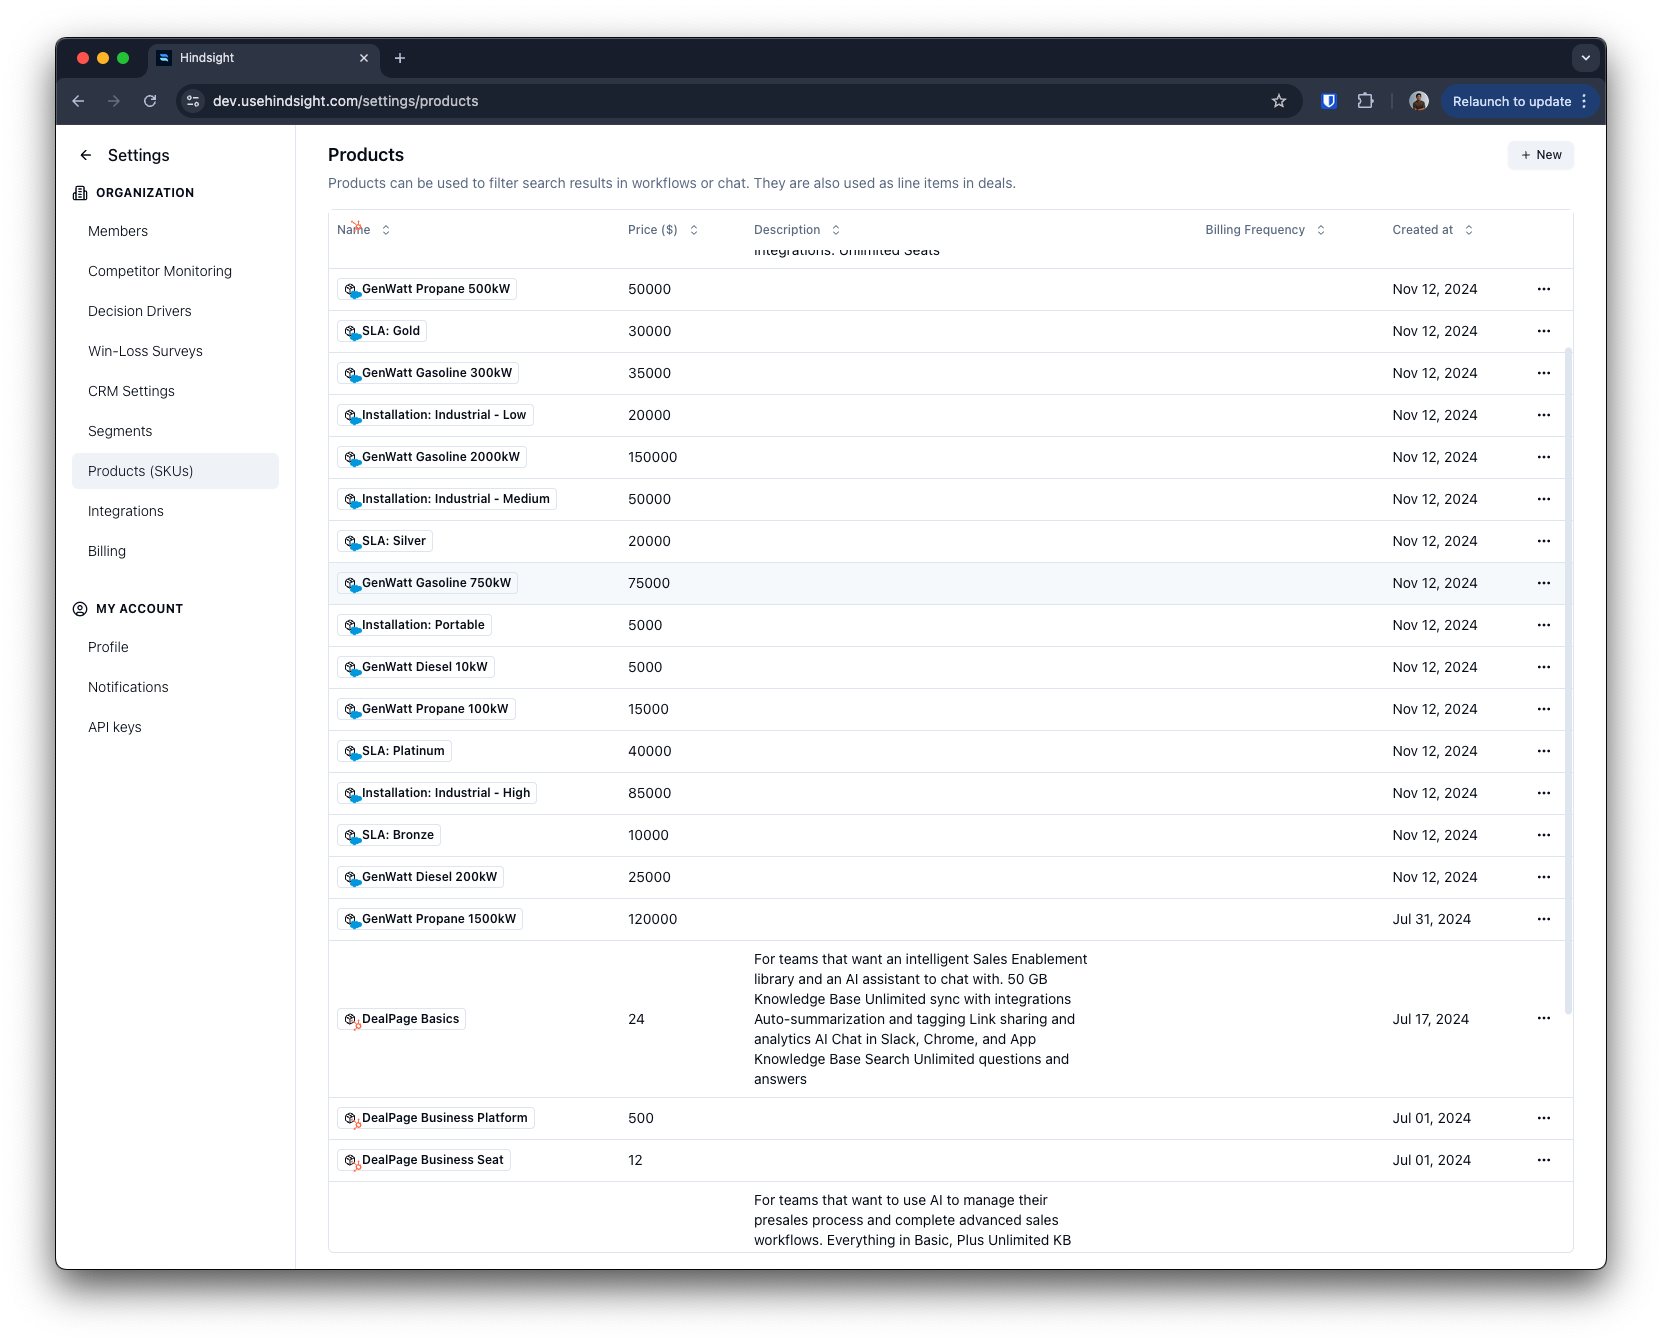 Hindsight
dev.usehindsight.com/settings/products
Relaunch to update
Settings
ORGANIZATION
Members
Competitor Monitoring
Decision Drivers
Win-Loss Surveys
CRM Settings
Segments
Products (SKUs)
Integrations
Billing
MY ACCOUNT
Profile
Notifications
API keys
Products
+ New
Products can be used to filter search results in workflows or chat. They are also used as line items in deals.
Name Price ($) Description Billing Frequency Created at
Integrations: Unlimited Seats
GenWatt Propane 500kW 50000 Nov 12, 2024
SLA: Gold 30000 Nov 12, 2024
GenWatt Gasoline 300kW 35000 Nov 12, 2024
Installation: Industrial - Low 20000 Nov 12, 2024
GenWatt Gasoline 2000kW 150000 Nov 12, 2024
Installation: Industrial - Medium 50000 Nov 12, 2024
SLA: Silver 20000 Nov 12, 2024
GenWatt Gasoline 750kW 75000 Nov 12, 2024
Installation: Portable 5000 Nov 12, 2024
GenWatt Diesel 10kW 5000 Nov 12, 2024
GenWatt Propane 100kW 15000 Nov 12, 2024
SLA: Platinum 40000 Nov 12, 2024
Installation: Industrial - High 85000 Nov 12, 2024
SLA: Bronze 10000 Nov 12, 2024
GenWatt Diesel 200kW 25000 Nov 12, 2024
GenWatt Propane 1500kW 120000 Jul 31, 2024
For teams that want an intelligent Sales Enablement
library and an AI assistant to chat with. 50 GB
Knowledge Base Unlimited sync with integrations
DealPage Basics 24 Auto-summarization and tagging Link sharing and Jul 17, 2024
analytics AI Chat in Slack, Chrome, and App
Knowledge Base Search Unlimited questions and
answers
DealPage Business Platform 500 Jul 01, 2024
DealPage Business Seat 12 Jul 01, 2024
For teams that want to use AI to manage their
presales process and complete advanced sales
workflows. Everything in Basic, Plus Unlimited KB